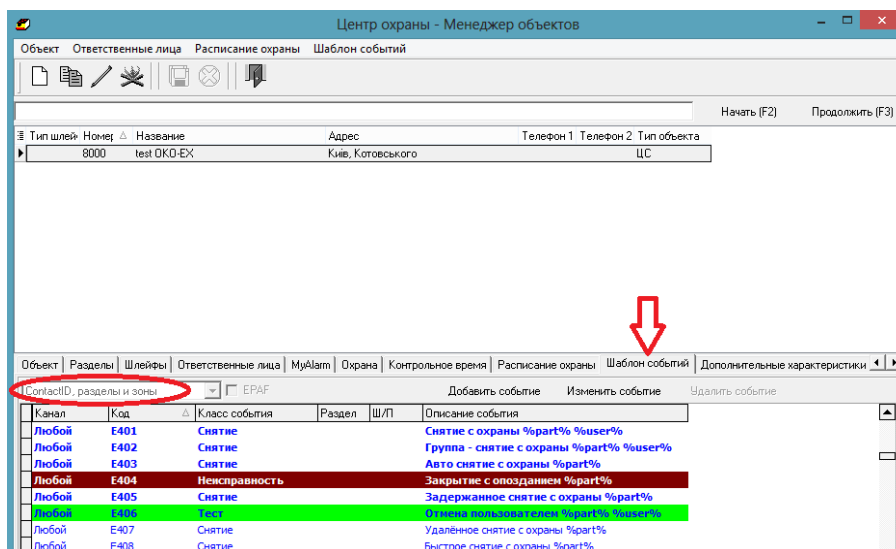 Центр охраны - Менеджер объектов
Объект Ответственные лица Расписание охраны Шаблон событий
Начать (F2) Продолжить (F3)
Тип шлей Номер Название Адрес Телефон 1 Телефон 2 Тип объекта
8000 test OKO-EX Київ, Котовського ЦС
Объект Разделы Шлейфы Ответственные лица MyAlarm Охрана Контрольное время Расписание охраны Шаблон событий Дополнительные характеристики
ContactID, разделы и зоны EPAF Добавить событие Изменить событие Удалить событие
Канал Код Класс события Раздел Ш/П Описание события
Любой E401 Снятие Снятие с охраны %part% %user%
Любой E402 Снятие Группа - снятие с охраны %part% %user%
Любой E403 Снятие Авто снятие с охраны %part%
Любой E404 Неисправность Закрытие с опозданием %part%
Любой E405 Снятие Задержанное снятие с охраны %part%
Любой E406 Тест Отмена пользователем %part% %user%
Любой E407 Снятие Удалённое снятие с охраны %part%
Любой E408 Снятие Быстрое снятие с охраны %part%